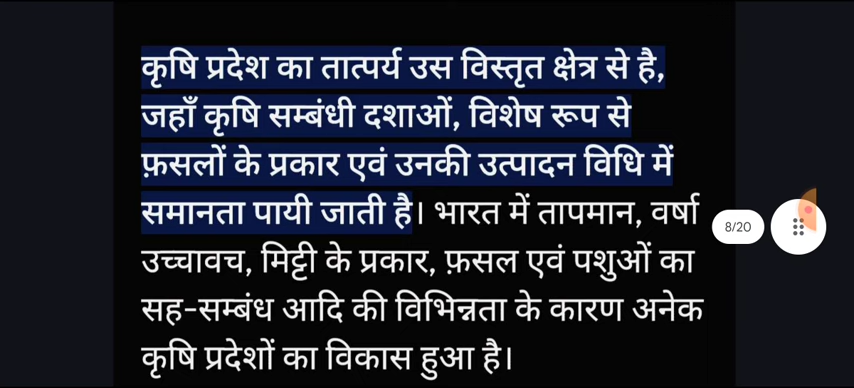 कृषि प्रदेश का तात्पर्य उस विस्तृत क्षेत्र से है,
जहाँ कृषि सम्बंधी दशाओं, विशेष रूप से
फ़सलों के प्रकार एवं उनकी उत्पादन विधि में
समानता पायी जाती है। भारत में तापमान, वर्षा
8/20
उच्चावच, मिट्टी के प्रकार, फ़सल एवं पशुओं का
सह-सम्बंध आदि की विभिन्नता के कारण अनेक
कृषि प्रदेशों का विकास हुआ है।